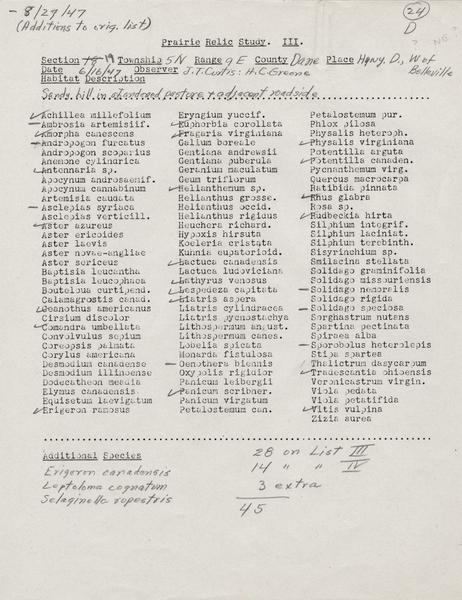 - 8/29/47
(Additions to orig. list)
24
D
NG?
Prairie Relic Study. III.
Section 18-19 Township 5N Range 9E County Dane Place Hgwy. D, W of Belleville
Date 6/16/47 Observer J.T. Curtis: H.C. Greene
Habitat Description
Sandy hill in abandoned pasture + adjacent roadside
Achillea millefolium
Ambrosia artemisiif.
Amorpha canescens
Andropogon furcatus
Andropogon scoparius
Anemone cylindrica
Antennaria sp.
Apocynum androsaenif.
Apocynum cannabinum
Artemisia caudata
Asclepias syriaca
Asclepias verticill.
Aster azureus
Aster ericoides
Aster laevis
Aster novae-angliae
Aster sericeus
Baptisia leucantha
Baptisia leucophaea
Bouteloua curtipend.
Calamagrostis canad.
Ceanothus americanus
Cirsium discolor
Comandra umbellata
Convolvulus sepium
Coreopsis palmata
Corylus americana
Desmodium canadense
Desmodium illinoense
Dodecatheon meadia
Elymus canadensis
Equisetum laevigatum
Erigeron ramosus
Eryngium yuccif.
Euphorbia corollata
Fragaria virginiana
Galium boreale
Gentiana andrewsii
Gentiana puberula
Geranium maculatum
Geum triflorum
Helianthemum sp.
Helianthus grosse.
Helianthus occid.
Helianthus rigidus
Heuchera richard.
Hypoxis hirsuta
Koeleria cristata
Kuhnia eupatorioid.
Lactuca canadensis
Lactuca ludoviciana
Lathyrus venosus
Lespedeza capitata
Liatris aspera
Liatris cylindracea
Liatris pycnostachya
Lithospermum angust.
Lithospermum canes.
Lobelia spicata
Monarda fistulosa
Oenothera biennis
Oxypolis rigidior
Panicum leibergii
Panicum scribner.
Panicum virgatum
Petalostemum can.
Petalostemum pur.
Phlox pilosa
Physalis heteroph.
Physalis virginiana
Potentilla arguta
Potentilla canaden.
Pycnanthemum virg.
Quercus macrocarpa
Ratibida pinnata
Rhus glabra
Rosa sp.
Rudbeckia hirta
Silphium integrif.
Silphium laciniat.
Silphium terebinth.
Sisyrinchium sp.
Smilacina stellata
Solidago graminifolia
Solidago missouriensis
Solidago nemoralis
Solidago rigida
Solidago speciosa
Sorghastrum nutans
Spartina pectinata
Spiraea alba
Sporobolus heterolepis
Stipa spartea
Thalictrum dasycarpum
Tradescantia ohioensis
Veronicastrum virgin.
Viola pedata
Viola pedatifida
Vitis vulpina
Zizia aurea
Additional Species
Erigeron canadensis
Leptoloma cognatum
Selaginella rupestris
28 on List III
14 " " IV
3 extra
45